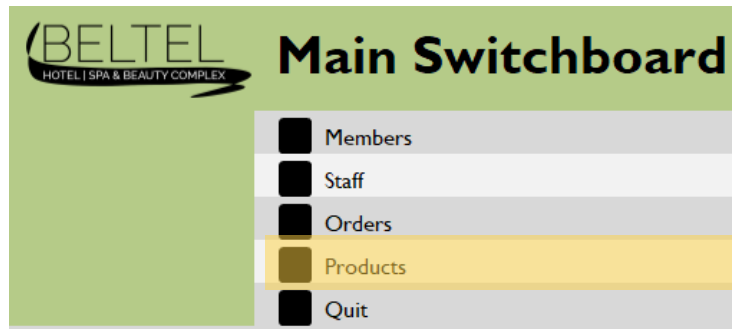 BELTEL
HOTEL | SPA & BEAUTY COMPLEX
Main Switchboard
Members
Staff
Orders
Products
Quit